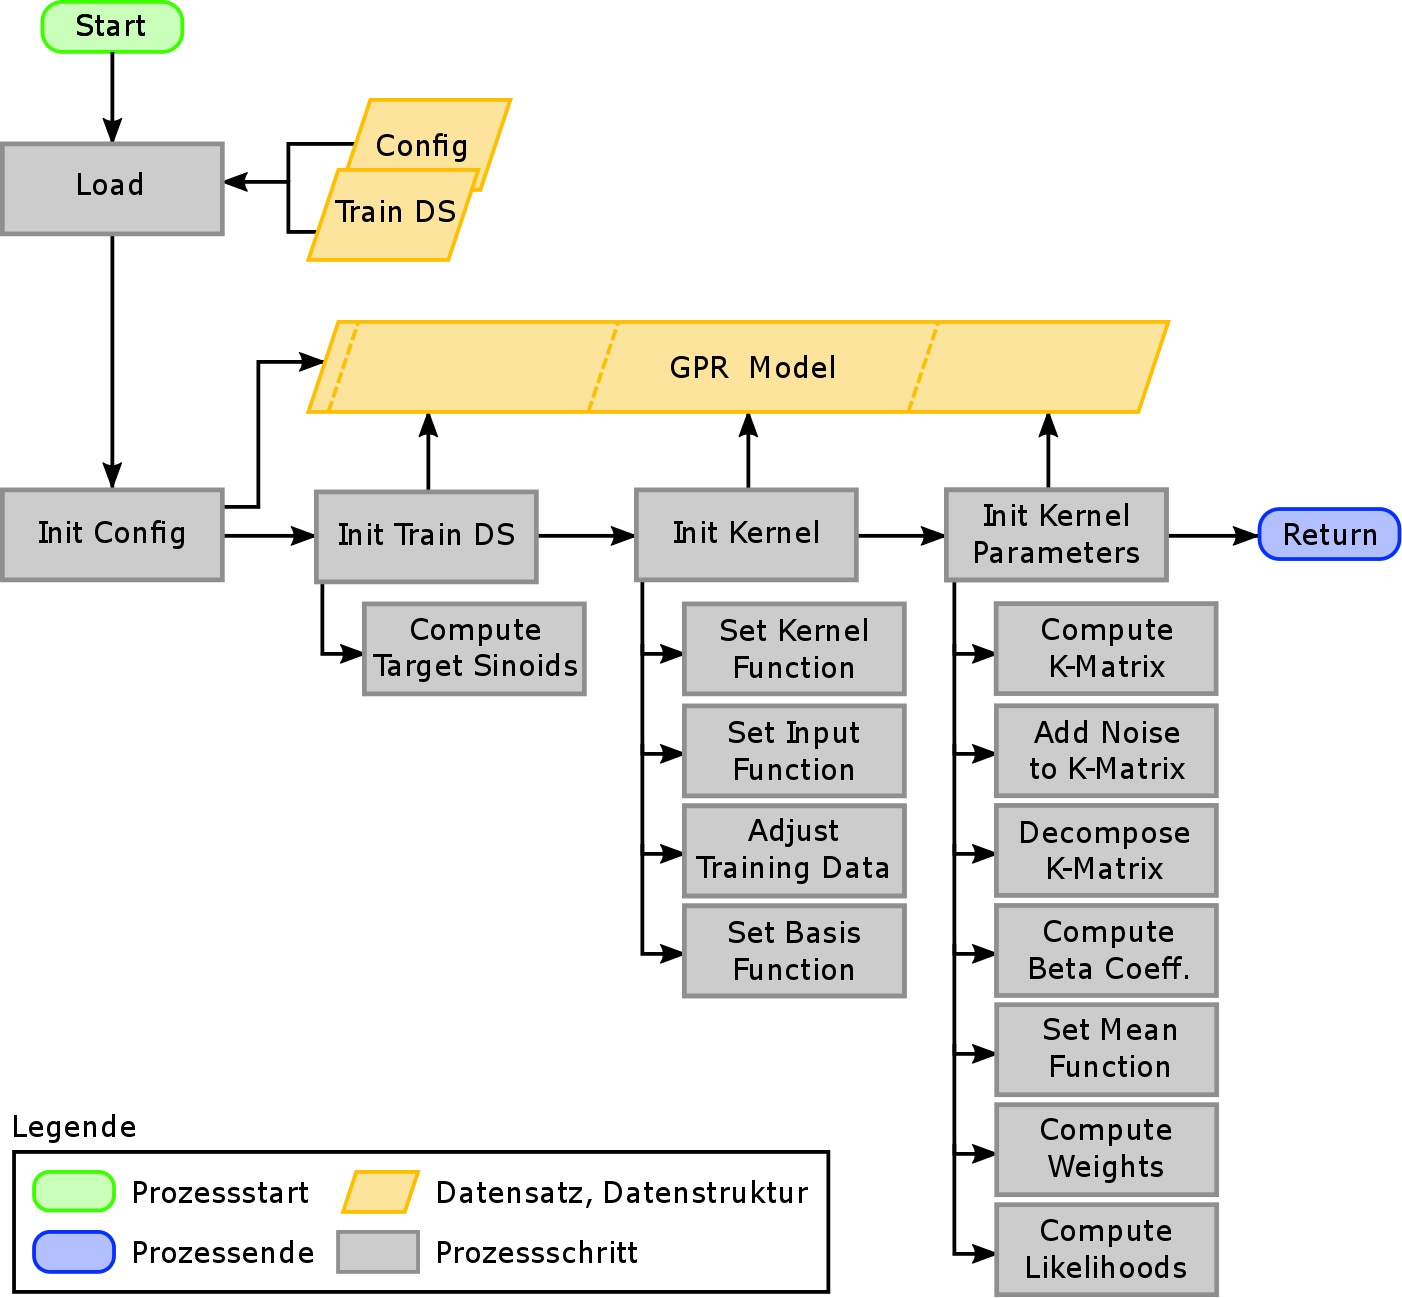 Start
Load
Config
Train DS
GPR Model
Init Config
Init Train DS
Init Kernel
Init Kernel
Parameters
Return
Compute
Target Sinoids
Set Kernel
Function
Set Input
Function
Adjust
Training Data
Set Basis
Function
Compute
K-Matrix
Add Noise
to K-Matrix
Decompose
K-Matrix
Compute
Beta Coeff.
Set Mean
Function
Compute
Weights
Compute
Likelihoods
Legende
Prozessstart
Datensatz, Datenstruktur
Prozessende
Prozessschritt